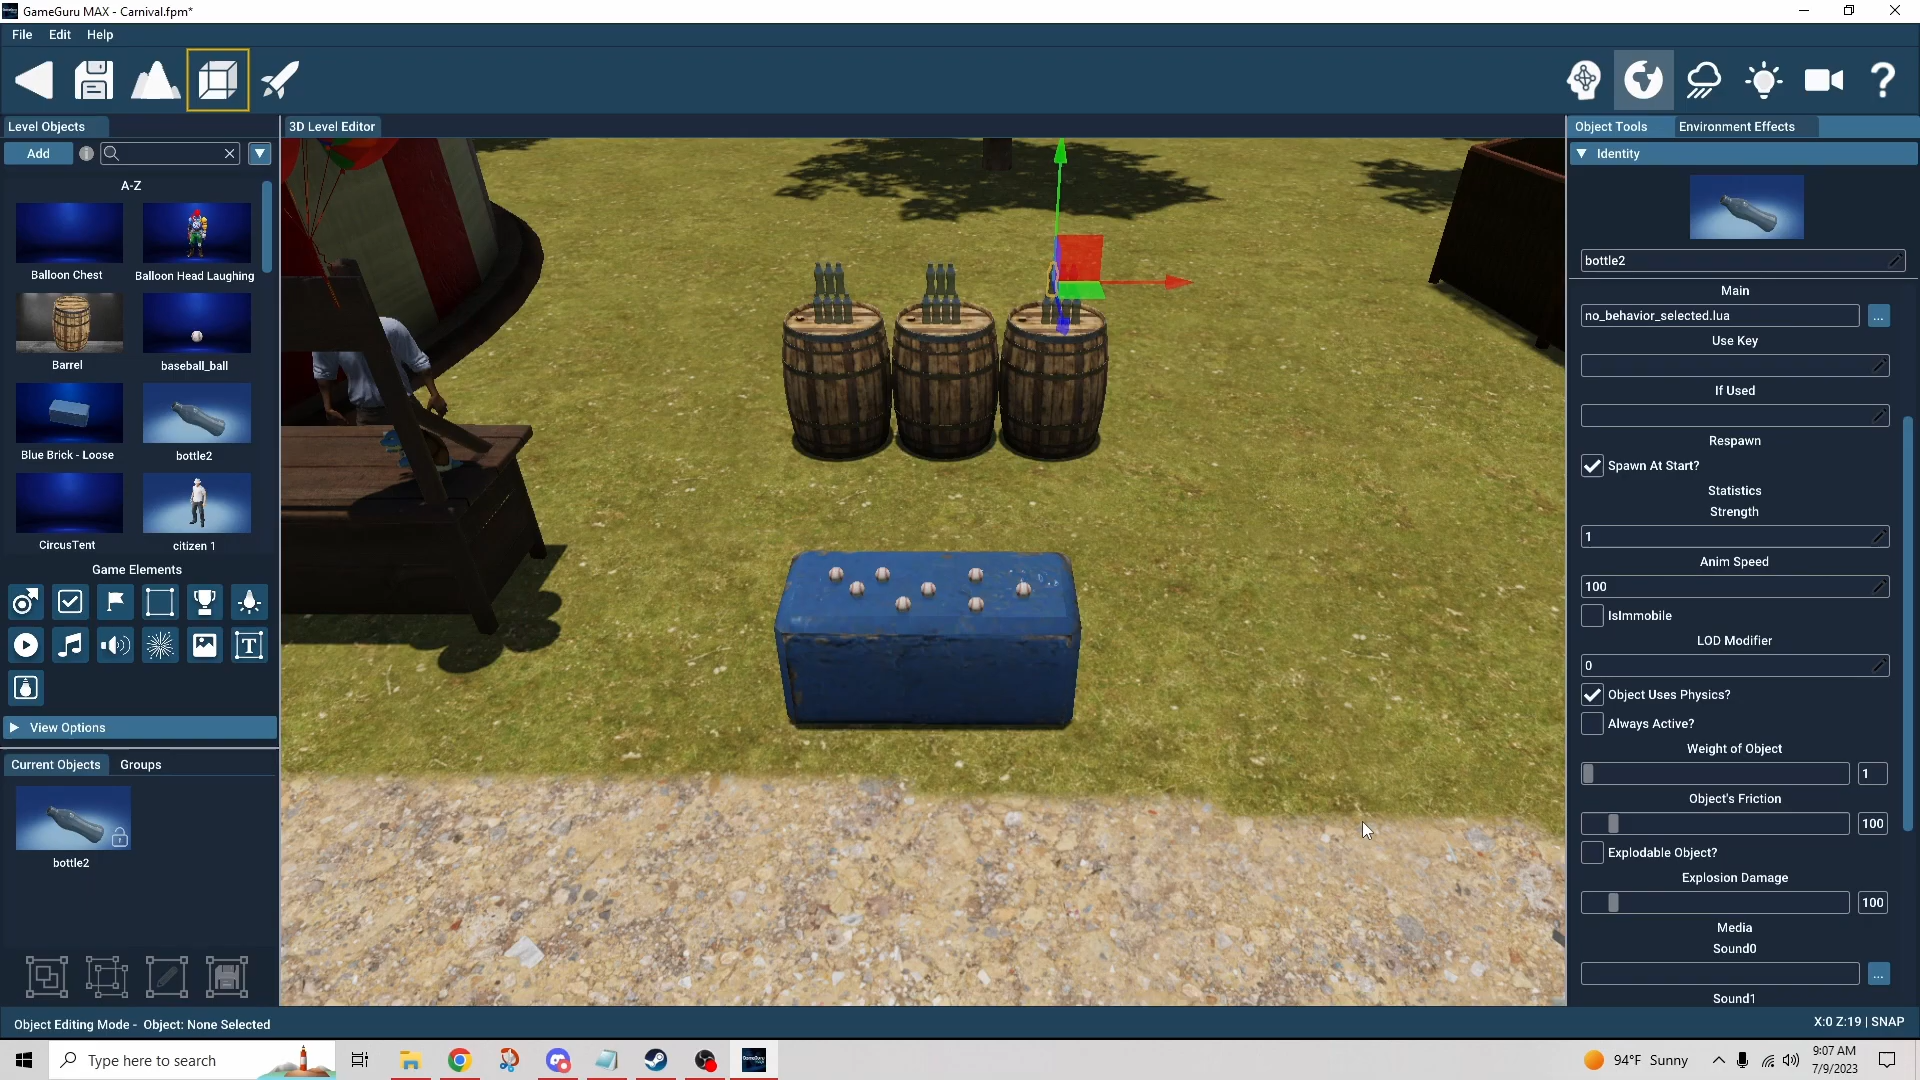 GameGuru MAX - Carnival.fpm*
File Edit Help
Level Objects
3D Level Editor
Object Tools
Environment Effects
Add
Identity
A-Z
Balloon Chest
Balloon Head Laughing
bottle2
Barrel
baseball_ball
Main
no_behavior_selected.lua
...
Use Key
If Used
Blue Brick - Loose
bottle2
Respawn
Spawn At Start?
Statistics
Strength
1
CircusTent
citizen 1
Anim Speed
100
Game Elements
IsImmobile
LOD Modifier
0
T
Object Uses Physics?
View Options
Always Active?
Weight of Object
1
Current Objects
Groups
Object's Friction
100
bottle2
Explodable Object?
Explosion Damage
100
Media
Sound0
...
Sound1
Object Editing Mode - Object: None Selected
X:0 Z:19 | SNAP
Type here to search
94°F Sunny
9:07 AM
7/9/2023